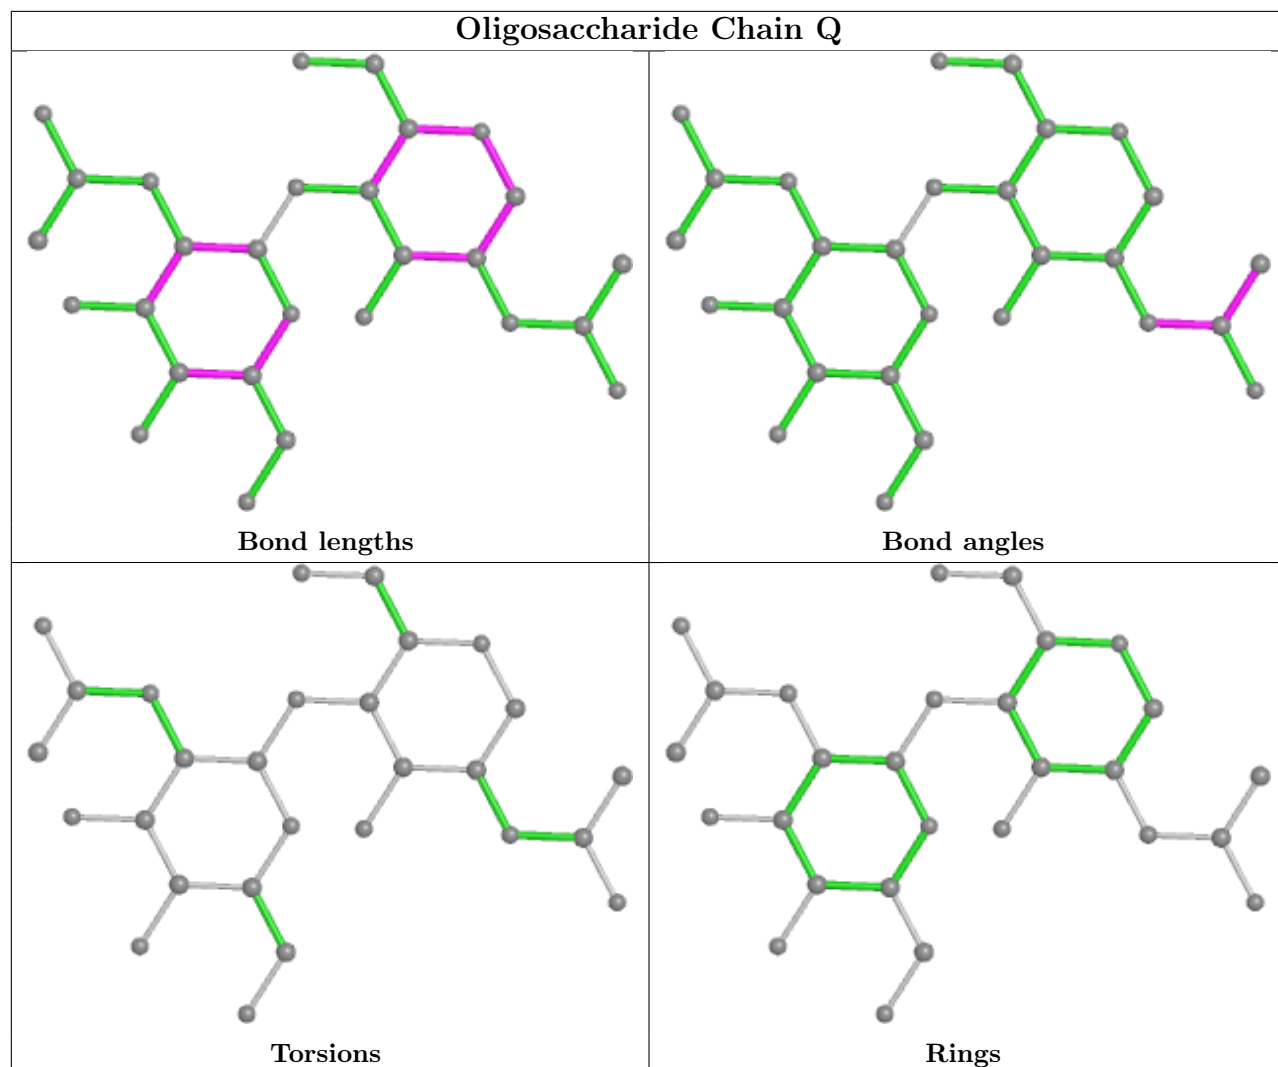 Oligosaccharide Chain Q
Bond lengths
Bond angles
Torsions
Rings